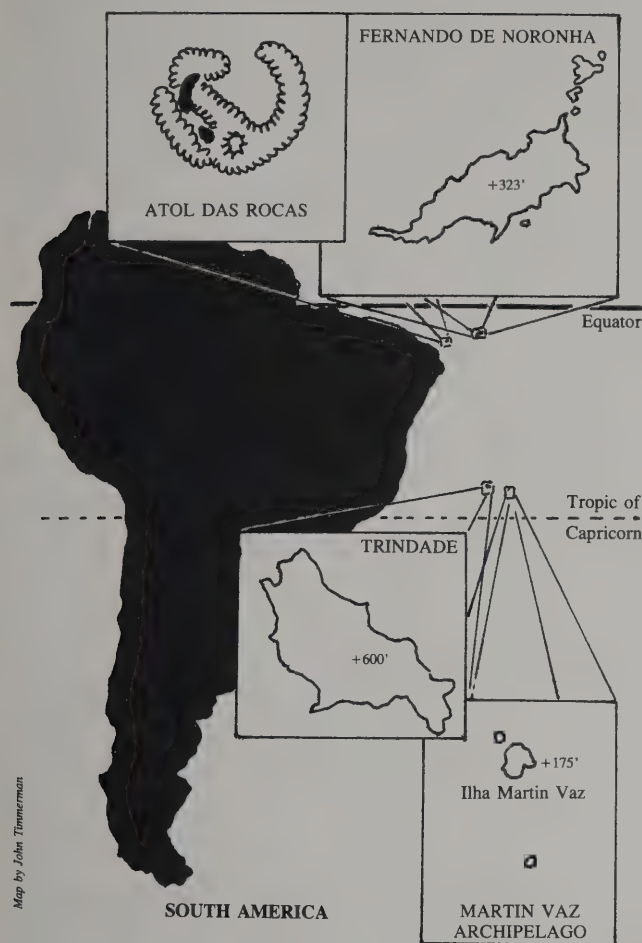 FERNANDO DE NORONHA
+323'
ATOL DAS ROCAS
Equator
Tropic of
Capricorn
TRINDADE
+600'
+175'
Ilha Martin Vaz
MARTIN VAZ
ARCHIPELAGO
SOUTH AMERICA
Map by John Timmerman